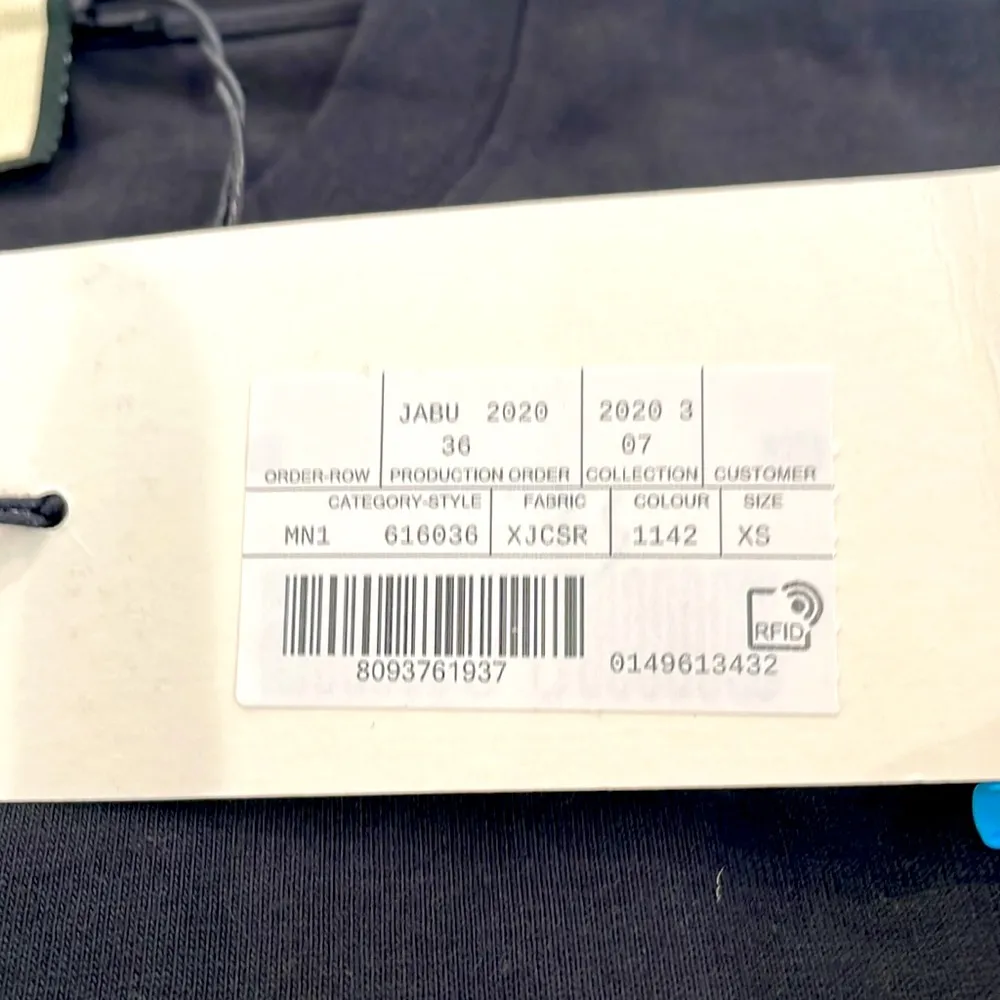 JABU 2020 2020 3
36 07
ORDER-ROW PRODUCTION ORDER COLLECTION CUSTOMER
CATEGORY-STYLE FABRIC COLOUR SIZE
MN1 616036 XJCSR 1142 XS
RFID
8093761937 0149613432